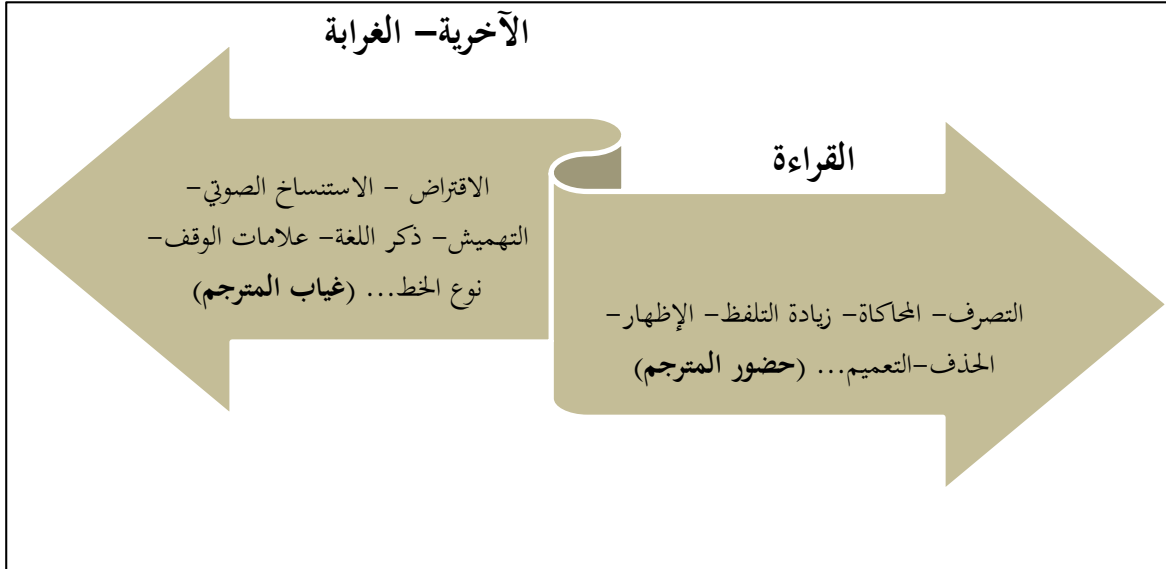 الآخرية– الغرابة
الاقتراض – الاستنساخ الصوتي–
التهميش– ذكر اللغة– علامات الوقف–
نوع الخط... (غياب المترجم)
القراءة
التصرف– المحاكاة– زيادة التلفظ– الإظهار–
الحذف–التعميم... (حضور المترجم)